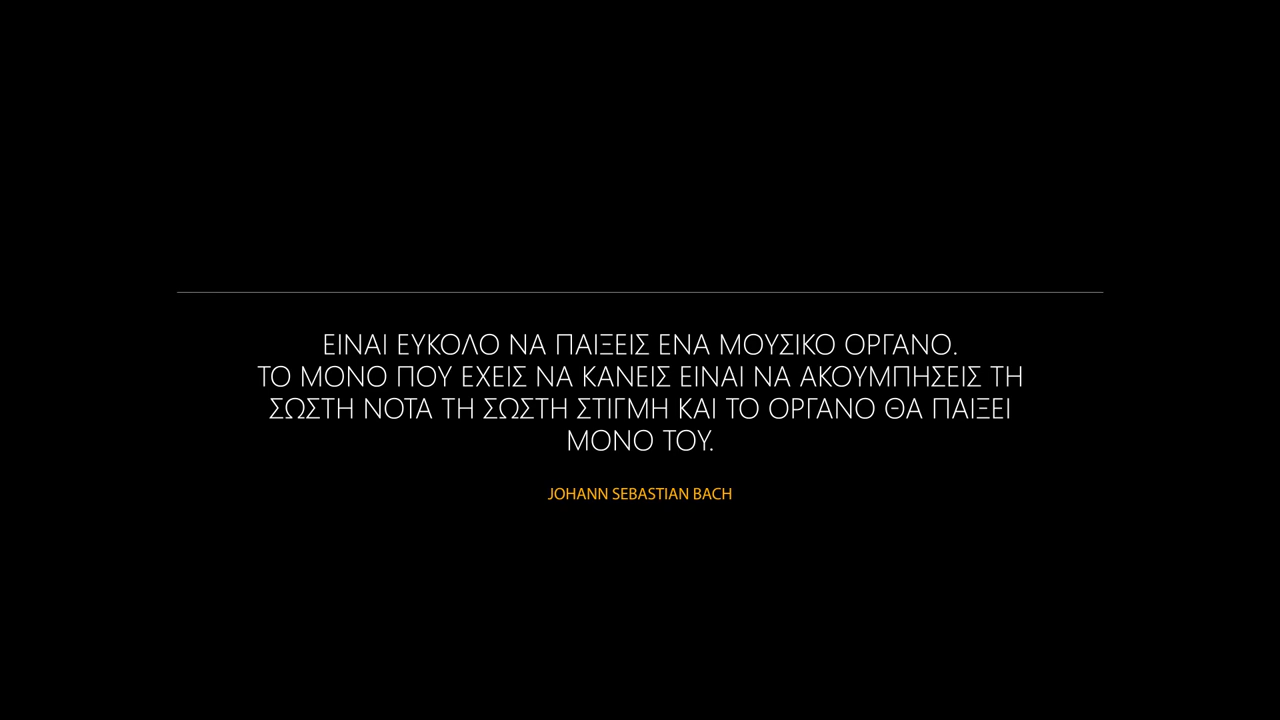 ΕΙΝΑΙ ΕΥΚΟΛΟ ΝΑ ΠΑΙΞΕΙΣ ΕΝΑ ΜΟΥΣΙΚΟ ΟΡΓΑΝΟ.
ΤΟ ΜΟΝΟ ΠΟΥ ΕΧΕΙΣ ΝΑ ΚΑΝΕΙΣ ΕΙΝΑΙ ΝΑ ΑΚΟΥΜΠΗΣΕΙΣ ΤΗ
ΣΩΣΤΗ ΝΟΤΑ ΤΗ ΣΩΣΤΗ ΣΤΙΓΜΗ ΚΑΙ ΤΟ ΟΡΓΑΝΟ ΘΑ ΠΑΙΞΕΙ
ΜΟΝΟ ΤΟΥ.
JOHANN SEBASTIAN BACH